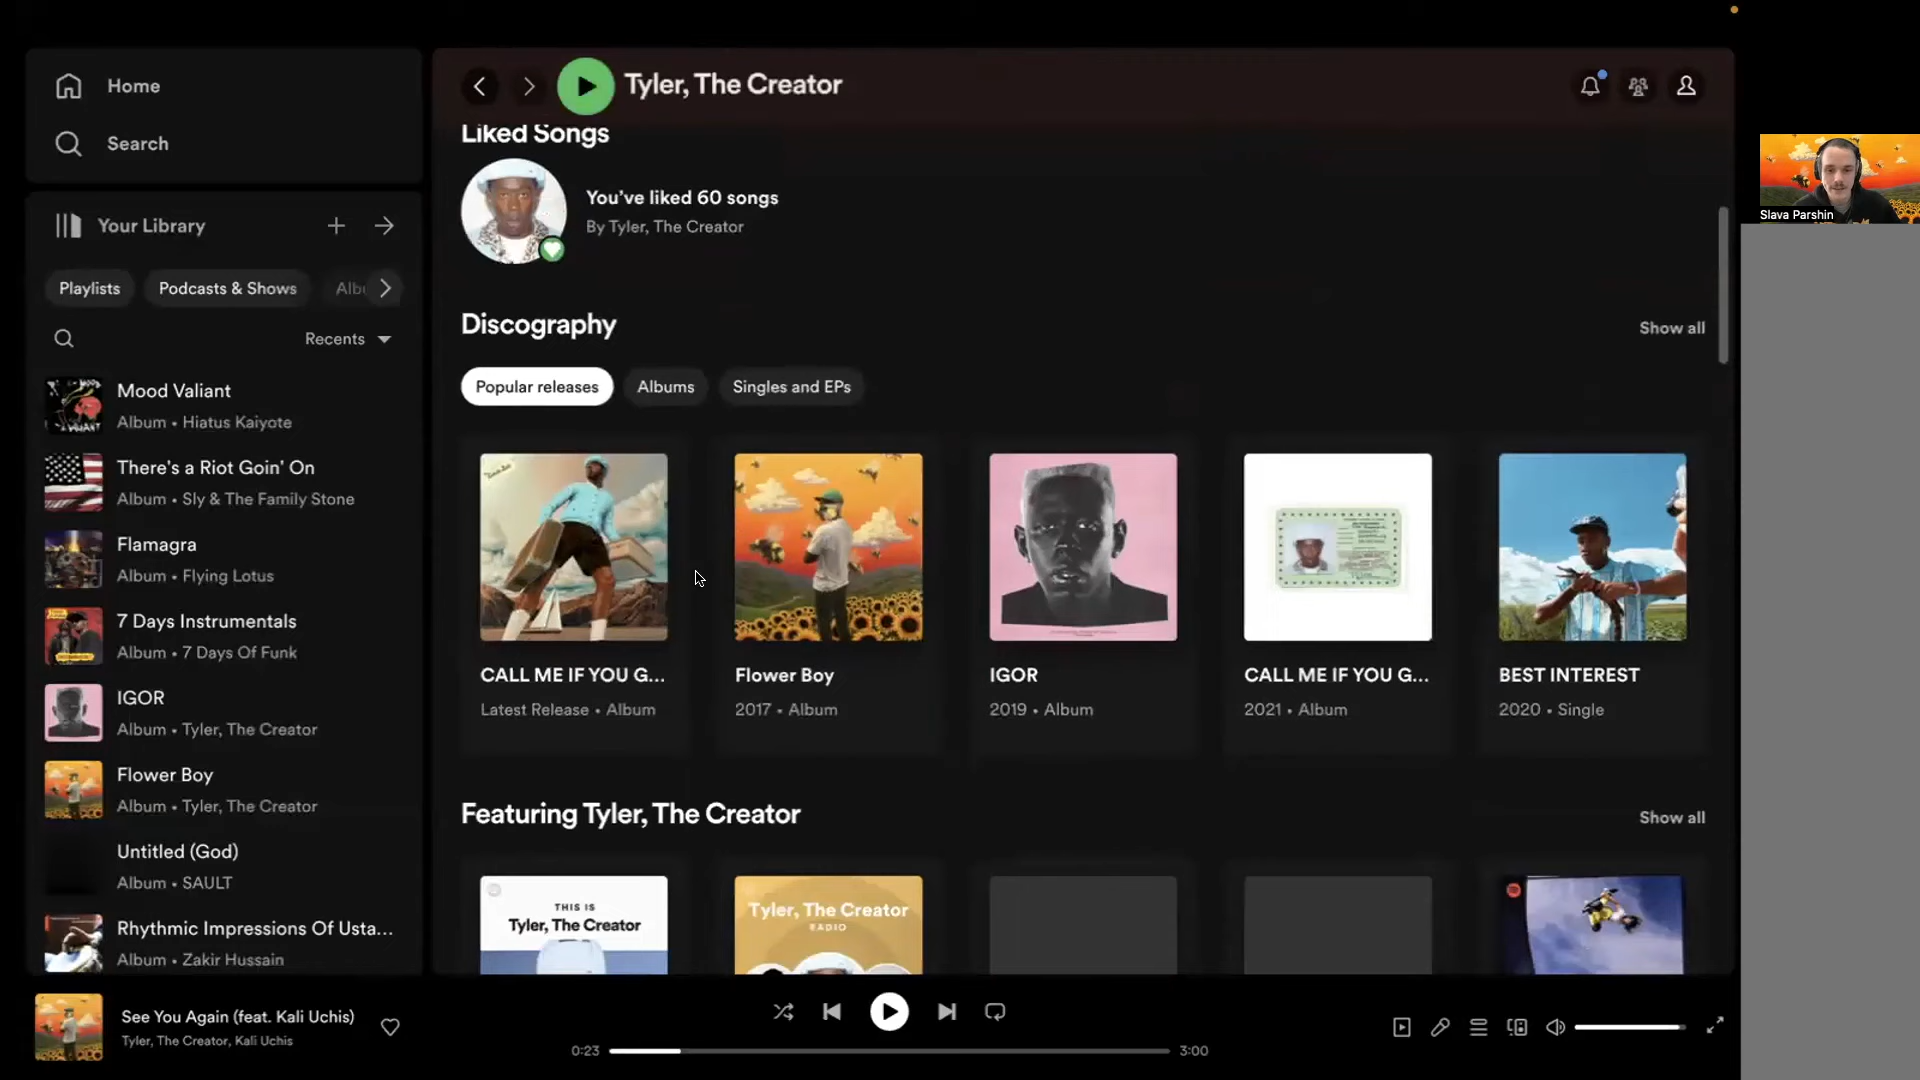 Home
Search
Your Library
Playlists
Podcasts & Shows
Recents
Mood Valiant
Album • Hiatus Kaiyote
There's a Riot Goin' On
Album • Sly & The Family Stone
Flamagra
Album • Flying Lotus
7 Days Instrumentals
Album • 7 Days Of Funk
IGOR
Album • Tyler, The Creator
Flower Boy
Album • Tyler, The Creator
Untitled (God)
Album • SAULT
Rhythmic Impressions Of Usta...
Album • Zakir Hussain
Tyler, The Creator
Liked Songs
You've liked 60 songs
By Tyler, The Creator
Discography
Show all
Popular releases
Albums
Singles and EPs
CALL ME IF YOU G...
Latest Release • Album
Flower Boy
2017 • Album
IGOR
2019 • Album
CALL ME IF YOU G...
2021 • Album
BEST INTEREST
2020 • Single
Featuring Tyler, The Creator
Show all
THIS IS
Tyler, The Creator
Tyler, The Creator
RADIO
Slava Parshin
See You Again (feat. Kali Uchis)
Tyler, The Creator, Kali Uchis
0:23
3:00